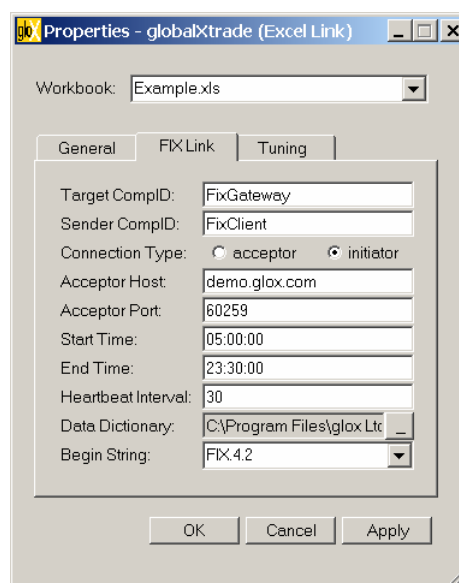 gloX Properties - globalXtrade (Excel Link)
Workbook: Example.xls
General FIX Link Tuning
Target CompID: FixGateway
Sender CompID: FixClient
Connection Type: acceptor initiator
Acceptor Host: demo.glox.com
Acceptor Port: 60259
Start Time: 05:00:00
End Time: 23:30:00
Heartbeat Interval: 30
Data Dictionary: C:\Program Files\glox Ltd _
Begin String: FIX.4.2
OK Cancel Apply